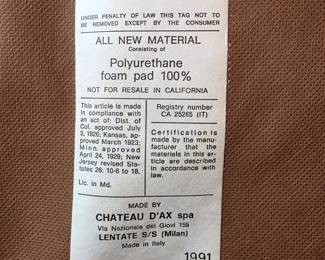 UNDER PENALTY OF LAW THIS TAG NOT TO
BE REMOVED EXCEPT BY THE CONSUMER
ALL NEW MATERIAL
Consisting of
Polyurethane
foam pad 100%
NOT FOR RESALE IN CALIFORNIA
This article is made
in compliance with
an act of: Dist. of
Col. approved July
3, 1926; Kansas, ap-
proved March 1923;
Minn. approved
April 24, 1929; New
Jersey revised Stat-
utes 26: 10-6 to 18.
Lic. in Md.
Registry number
CA 25265 (IT)
Certification is
made by the manu-
facturer that the
materials in this ar-
ticle are described
in accordance with
law.
MADE BY
CHATEAU D'AX spa
Via Nazionale dei Giovi 159
LENTATE S/S (Milan)
Made in Italy
1991